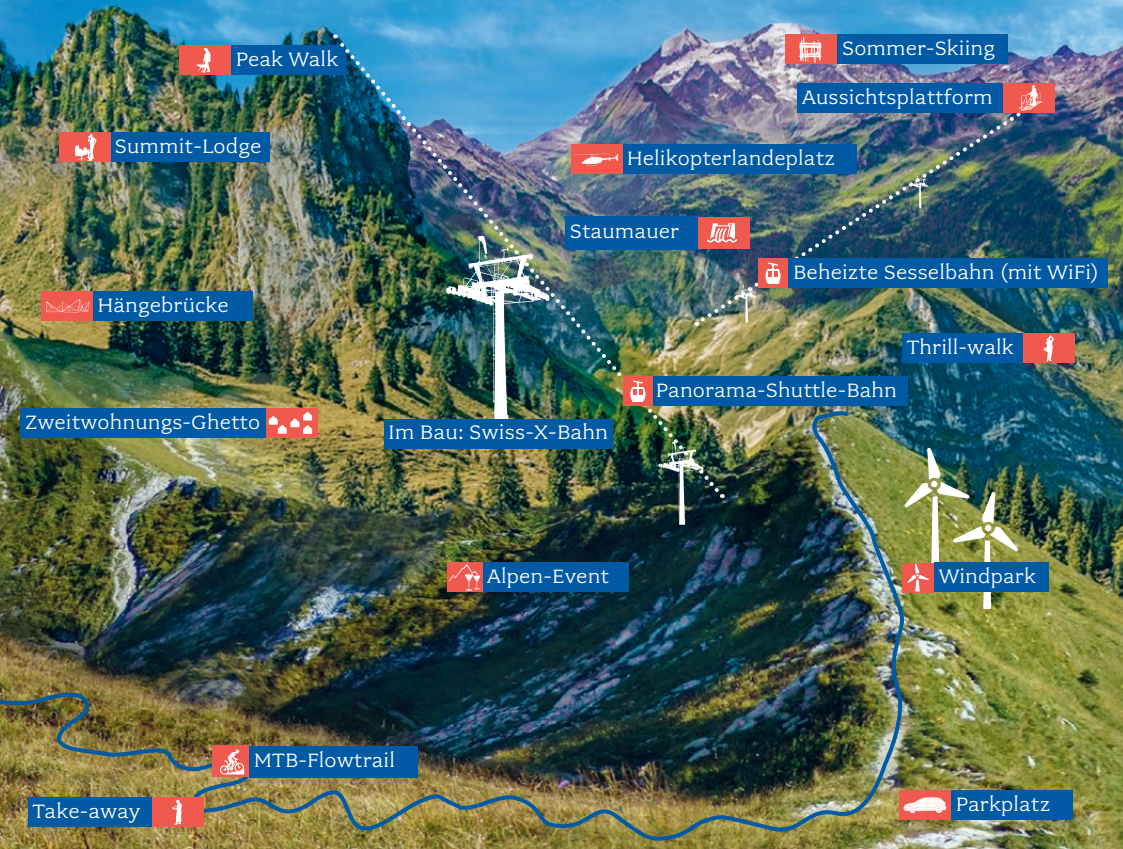 Peak Walk
Sommer-Skiing
Aussichtsplattform
Summit-Lodge
Helikopterlandeplatz
Staumauer
Beheizte Sesselbahn (mit WiFi)
Hängebrücke
Thrill-walk
Panorama-Shuttle-Bahn
Zweitwohnungs-Ghetto
Im Bau: Swiss-X-Bahn
Alpen-Event
Windpark
MTB-Flowtrail
Take-away
Parkplatz